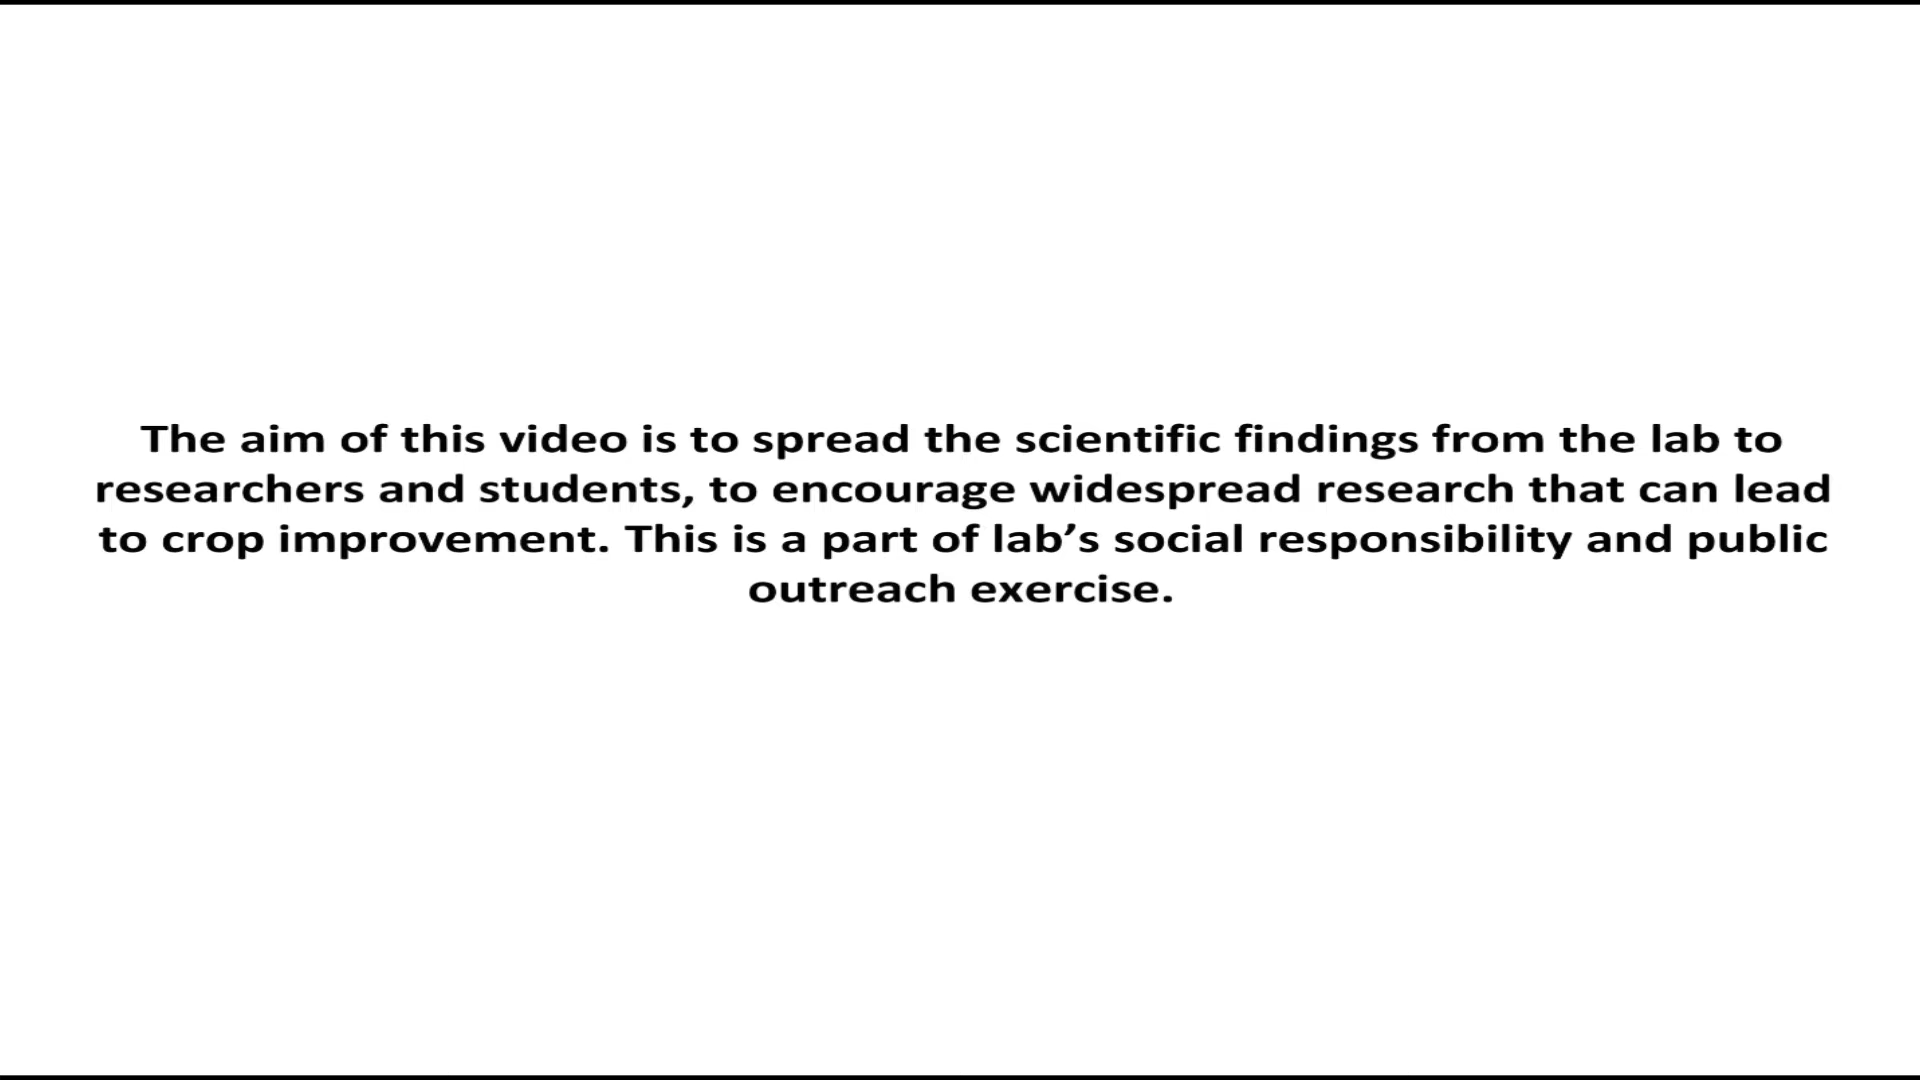 The aim of this video is to spread the scientific findings from the lab to
researchers and students, to encourage widespread research that can lead
to crop improvement. This is a part of lab’s social responsibility and public
outreach exercise.